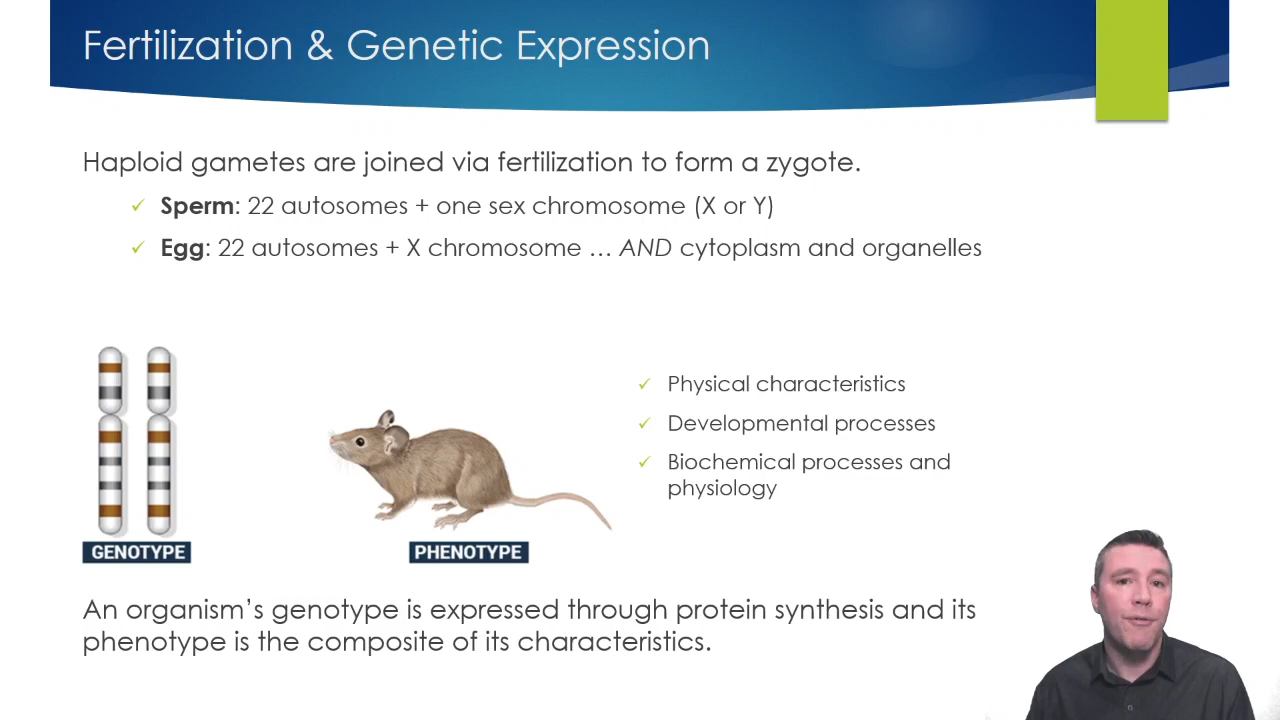 Fertilization & Genetic Expression
Haploid gametes are joined via fertilization to form a zygote.
Sperm: 22 autosomes + one sex chromosome (X or Y)
Egg: 22 autosomes + X chromosome … AND cytoplasm and organelles
Physical characteristics
Developmental processes
Biochemical processes and
physiology
GENOTYPE
PHENOTYPE
An organism’s genotype is expressed through protein synthesis and its
phenotype is the composite of its characteristics.